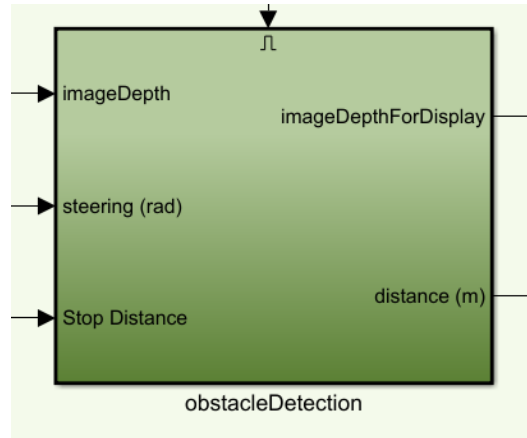 imageDepth
imageDepthForDisplay
steering (rad)
distance (m)
Stop Distance
obstacleDetection